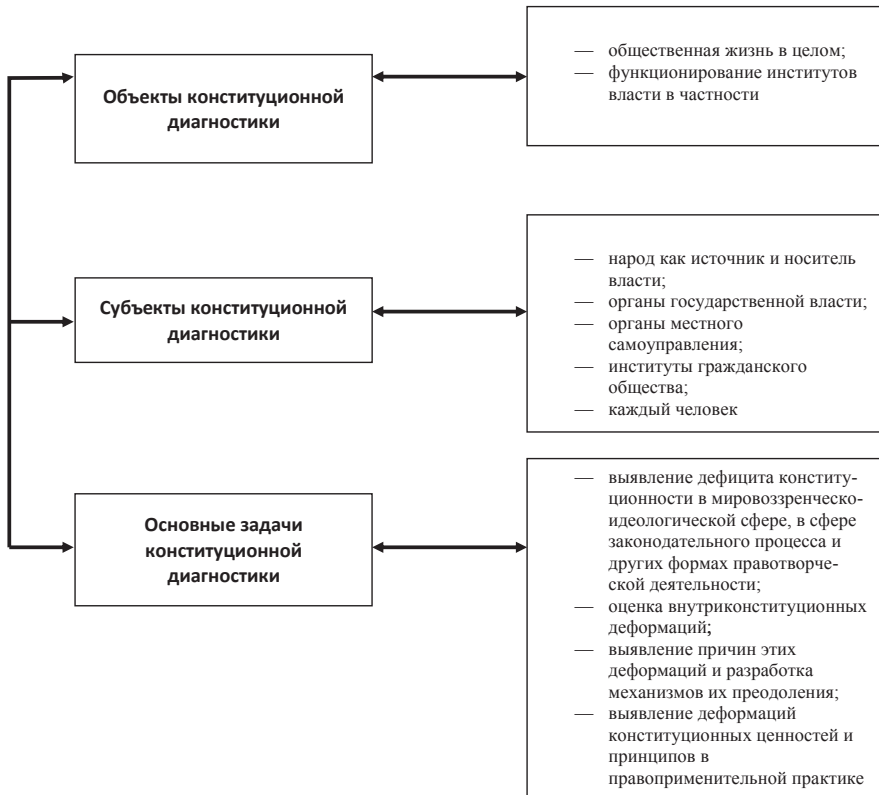 Объекты конституционной
диагностики
— общественная жизнь в целом;
— функционирование институтов
власти в частности
Субъекты конституционной
диагностики
— народ как источник и носитель
власти;
— органы государственной власти;
— органы местного
самоуправления;
— институты гражданского
общества;
— каждый человек
Основные задачи
конституционной
диагностики
— выявление дефицита конститу-
ционности в мировоззренческо-
идеологической сфере, в сфере
законодательного процесса и
других формах правотворче-
ской деятельности;
— оценка внутриконституционных
деформаций;
— выявление причин этих
деформаций и разработка
механизмов их преодоления;
— выявление деформаций
конституционных ценностей и
принципов в
правоприменительной практике